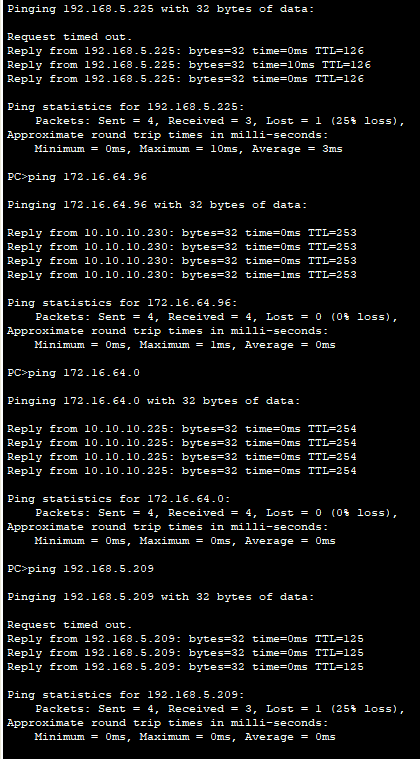 Pinging 192.168.5.225 with 32 bytes of data:
Request timed out.
Reply from 192.168.5.225: bytes=32 time=0ms TTL=126
Reply from 192.168.5.225: bytes=32 time=10ms TTL=126
Reply from 192.168.5.225: bytes=32 time=0ms TTL=126
Ping statistics for 192.168.5.225:
Packets: Sent = 4, Received = 3, Lost = 1 (25% loss),
Approximate round trip times in milli-seconds:
Minimum = 0ms, Maximum = 10ms, Average = 3ms
PC>ping 172.16.64.96
Pinging 172.16.64.96 with 32 bytes of data:
Reply from 10.10.10.230: bytes=32 time=0ms TTL=253
Reply from 10.10.10.230: bytes=32 time=0ms TTL=253
Reply from 10.10.10.230: bytes=32 time=0ms TTL=253
Reply from 10.10.10.230: bytes=32 time=1ms TTL=253
Ping statistics for 172.16.64.96:
Packets: Sent = 4, Received = 4, Lost = 0 (0% loss),
Approximate round trip times in milli-seconds:
Minimum = 0ms, Maximum = 1ms, Average = 0ms
PC>ping 172.16.64.0
Pinging 172.16.64.0 with 32 bytes of data:
Reply from 10.10.10.225: bytes=32 time=0ms TTL=254
Reply from 10.10.10.225: bytes=32 time=0ms TTL=254
Reply from 10.10.10.225: bytes=32 time=0ms TTL=254
Reply from 10.10.10.225: bytes=32 time=0ms TTL=254
Ping statistics for 172.16.64.0:
Packets: Sent = 4, Received = 4, Lost = 0 (0% loss),
Approximate round trip times in milli-seconds:
Minimum = 0ms, Maximum = 0ms, Average = 0ms
PC>ping 192.168.5.209
Pinging 192.168.5.209 with 32 bytes of data:
Request timed out.
Reply from 192.168.5.209: bytes=32 time=0ms TTL=125
Reply from 192.168.5.209: bytes=32 time=0ms TTL=125
Reply from 192.168.5.209: bytes=32 time=0ms TTL=125
Ping statistics for 192.168.5.209:
Packets: Sent = 4, Received = 3, Lost = 1 (25% loss),
Approximate round trip times in milli-seconds:
Minimum = 0ms, Maximum = 0ms, Average = 0ms